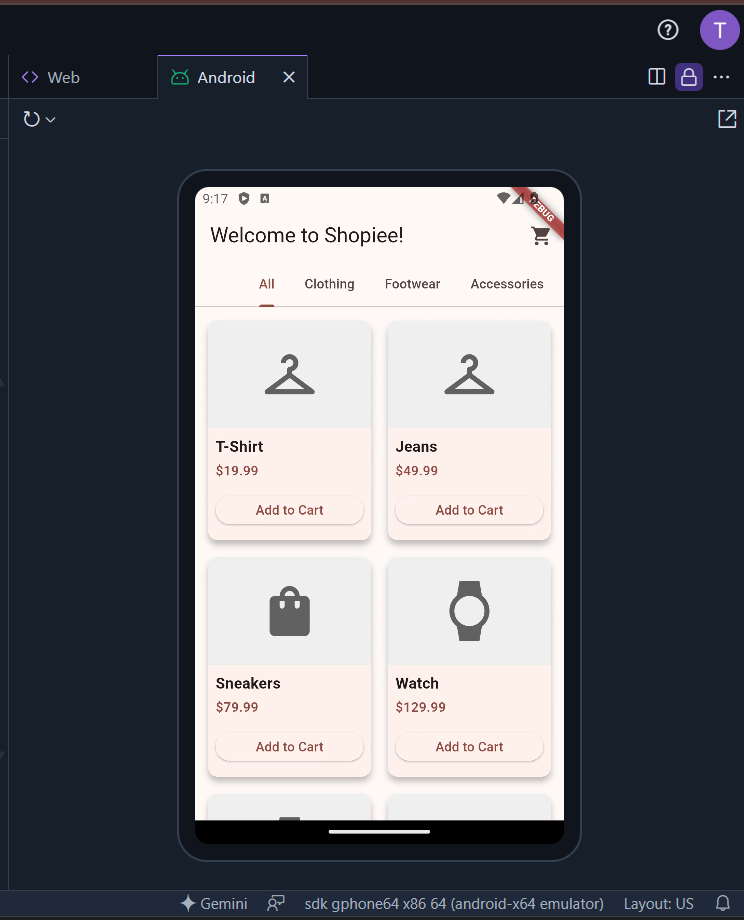 T
Web
Android
9:17
A
DEBUG
Welcome to Shopiee!
All Clothing Footwear Accessories
T-Shirt
$19.99
Add to Cart
Jeans
$49.99
Add to Cart
Sneakers
$79.99
Add to Cart
Watch
$129.99
Add to Cart
Gemini sdk gphone64 x86 64 (android-x64 emulator) Layout: US